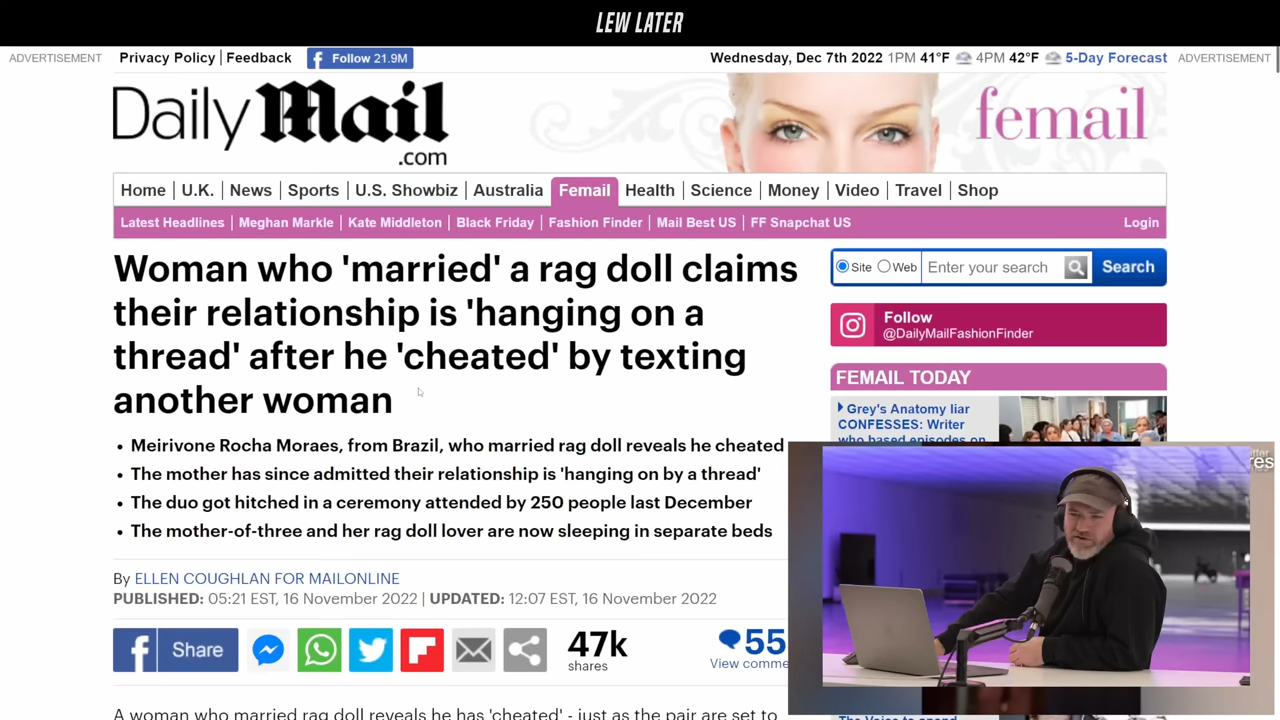 LEW LATER
ADVERTISEMENT
Privacy Policy | Feedback
Follow 21.9M
Wednesday, Dec 7th 2022 1PM 41°F 4PM 42°F 5-Day Forecast
ADVERTISEMENT
Daily Mail
.com
femail
Home | U.K. | News | Sports | U.S. Showbiz | Australia | Femail | Health | Science | Money | Video | Travel | Shop
Latest Headlines | Meghan Markle | Kate Middleton | Black Friday | Fashion Finder | Mail Best US | FF Snapchat US
Login
Woman who 'married' a rag doll claims
their relationship is 'hanging on a
thread' after he 'cheated' by texting
another woman
• Meirivone Rocha Moraes, from Brazil, who married rag doll reveals he cheated
• The mother has since admitted their relationship is 'hanging on by a thread'
• The duo got hitched in a ceremony attended by 250 people last December
• The mother-of-three and her rag doll lover are now sleeping in separate beds
By ELLEN COUGHLAN FOR MAILONLINE
PUBLISHED: 05:21 EST, 16 November 2022 | UPDATED: 12:07 EST, 16 November 2022
f Share
47k
shares
55
View comme
A woman who married rag doll reveals he has 'cheated' - just as the pair are set to
Site Web Enter your search Search
Follow
@DailyMailFashionFinder
FEMAIL TODAY
Grey's Anatomy liar
CONFESSES: Writer
who based episodes on
res
The Voice to spend